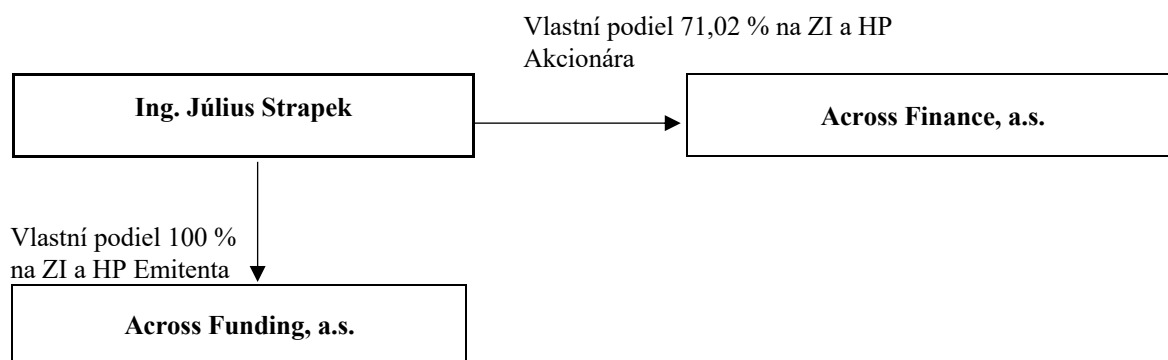 Vlastní podiel 71,02 % na ZI a HP
Akcionára
Ing. Július Strapek
Across Finance, a.s.
Vlastní podiel 100 %
na ZI a HP Emitenta
Across Funding, a.s.